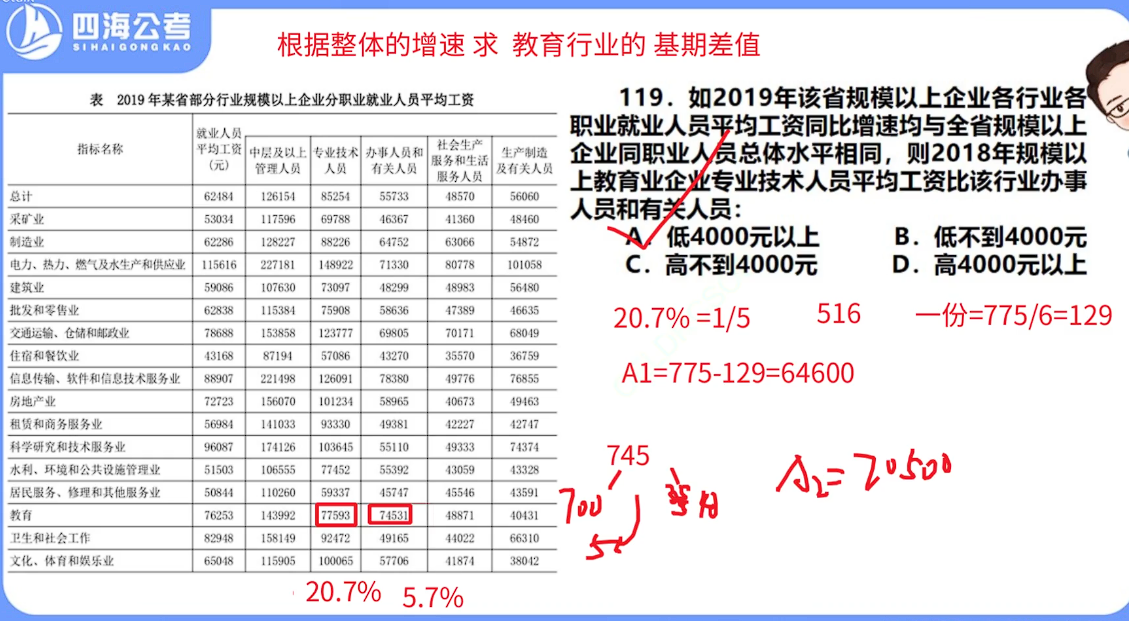 四海公考
SIHAIGONGKAO
根据整体的增速 求 教育行业的 基期差值
表 2019 年某省部分行业规模以上企业分职业就业人员平均工资
指标名称 就业人员平均工资(元) 中层及以上管理人员 专业技术人员 办事人员和有关人员 社会生产服务和生活服务人员 生产制造及有关人员
总计 62484 126154 85254 55733 48570 56060
采矿业 53034 117596 69788 46367 41360 48460
制造业 62286 128227 88226 64752 63066 54872
电力、热力、燃气及水生产和供应业 115616 227181 148922 71330 80778 101058
建筑业 59086 107630 73097 48299 48983 56480
批发和零售业 62838 115384 75908 58636 47389 46635
交通运输、仓储和邮政业 78688 153858 123777 69805 70171 68049
住宿和餐饮业 43168 87194 57086 43270 35570 36759
信息传输、软件和信息技术服务业 88907 221498 126091 78380 49776 76855
房地产业 72723 156070 101234 58965 40673 49463
租赁和商务服务业 56984 141033 93330 49381 42227 42747
科学研究和技术服务业 96087 174126 103645 55110 49333 74374
水利、环境和公共设施管理业 51503 106555 77452 55392 43059 43328
居民服务、修理和其他服务业 50844 110260 59337 45747 45546 43591
教育 76253 143992 77593 74531 48871 40431
卫生和社会工作 82948 158149 92472 49165 44022 66310
文化、体育和娱乐业 65048 115905 100065 57706 41874 38042
20.7% 5.7%
119. 如2019年该省规模以上企业各行业各
职业就业人员平均工资同比增速均与全省规模以上
企业同职业人员总体水平相同，则2018年规模以
上教育业企业专业技术人员平均工资比该行业办事
人员和有关人员：
A. 低4000元以上 B. 低不到4000元
C. 高不到4000元 D. 高4000元以上
20.7% =1/5 516 一份=775/6=129
A1=775-129=64600
745
700
A2=70500